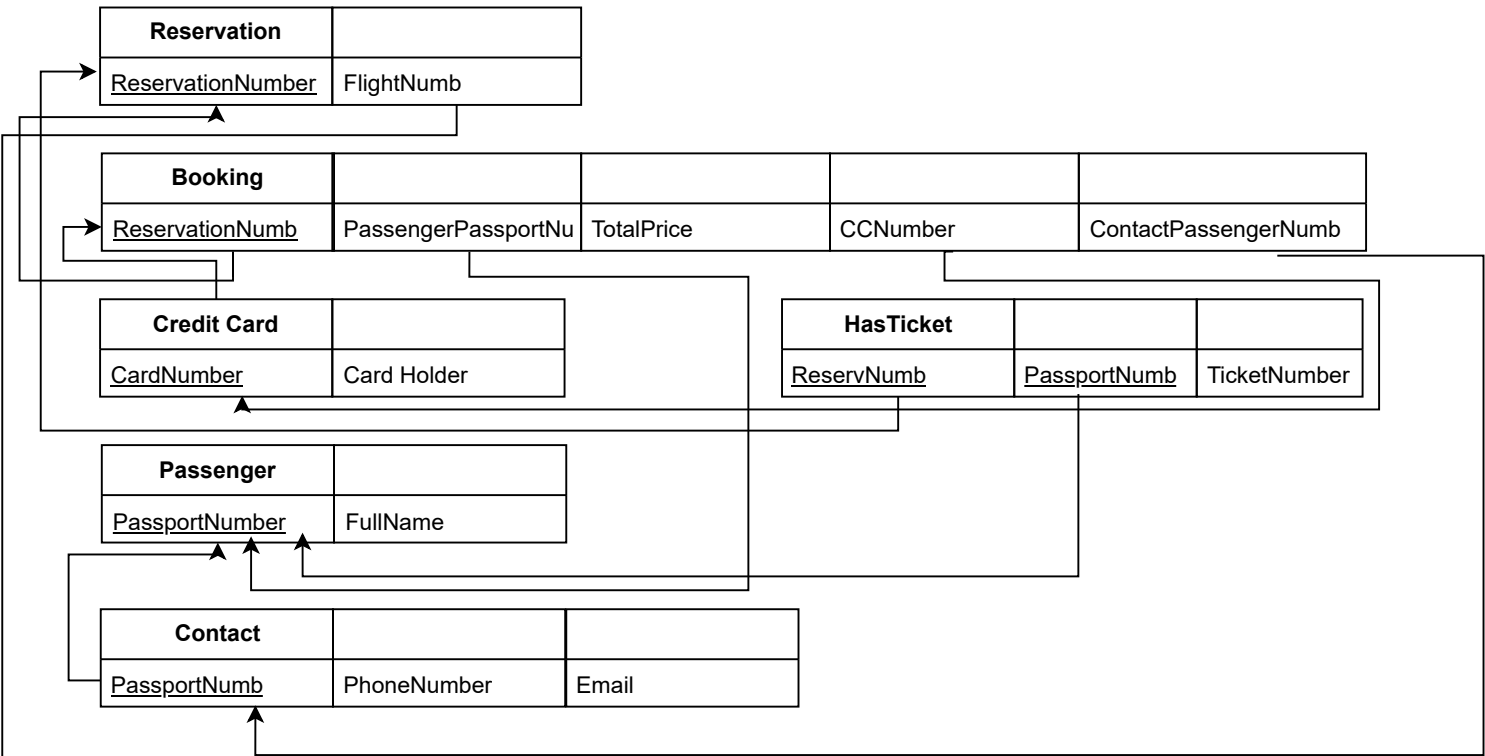 Reservation
ReservationNumber FlightNumb
Booking
ReservationNumb PassengerPassportNu TotalPrice CCNumber ContactPassengerNumb
Credit Card HasTicket
CardNumber Card Holder ReservNumb PassportNumb TicketNumber
Passenger
PassportNumber FullName
Contact
PassportNumb PhoneNumber Email